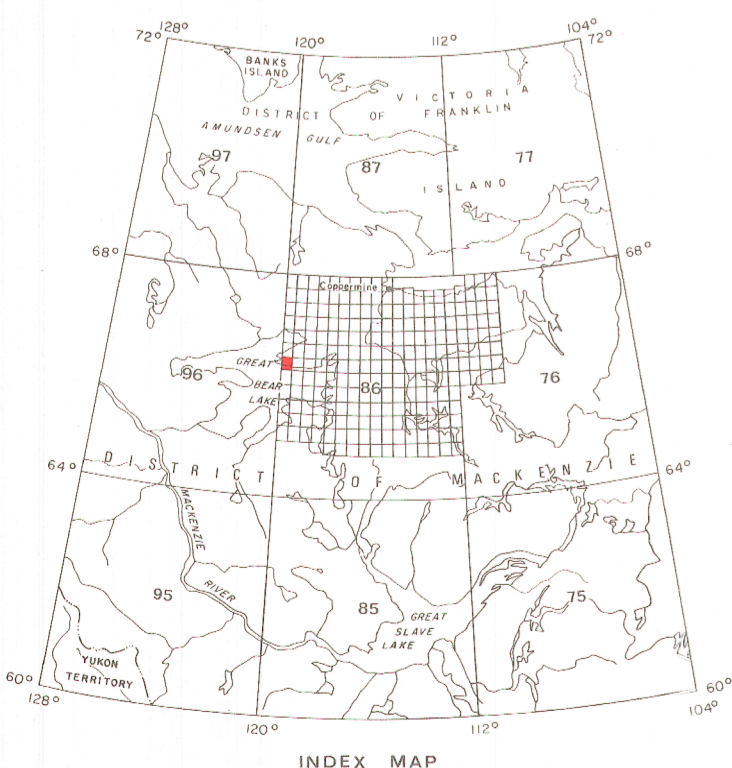 128°
120°
112°
104°
72°
72°
BANKS
ISLAND
VICTORIA
DISTRICT OF FRANKLIN
AMUNDSEN GULF
97
87
77
ISLAND
68°
68°
Coppermine
GREAT
96
BEAR
86
76
LAKE
64°
DISTRICT OF MACKENZIE
64°
MACKENZIE
RIVER
95
85
75
GREAT
SLAVE
LAKE
YUKON
TERRITORY
60°
60°
128°
120°
112°
104°
INDEX MAP